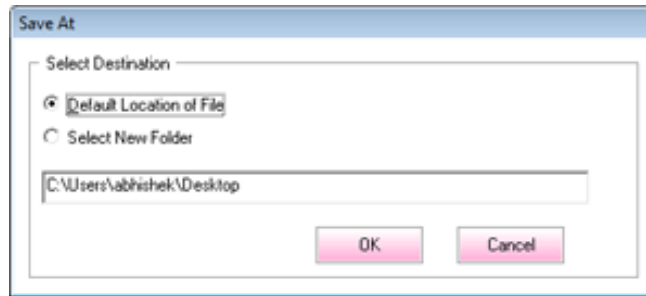 Save At
Select Destination
Default Location of File
Select New Folder
C:\Users\abhishek\Desktop
OK
Cancel